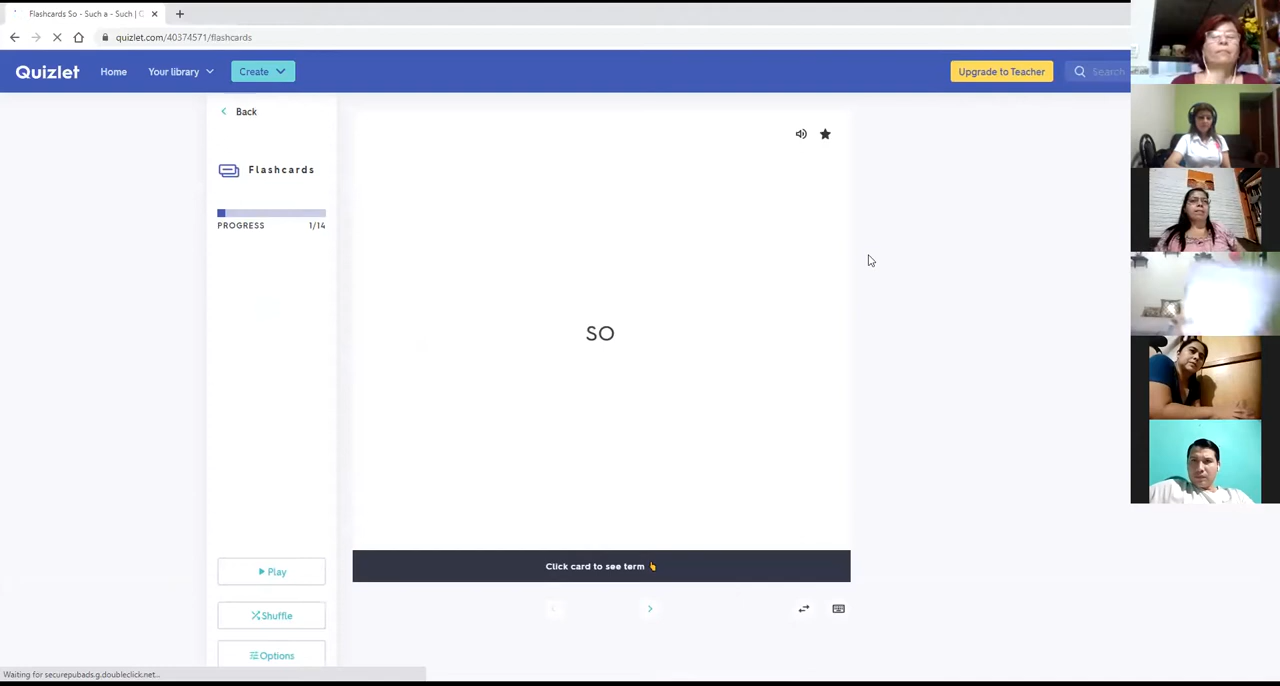 Flashcards So - Such a - Such |
quizlet.com/40374571/flashcards
Quizlet
Home
Your library
Create
Upgrade to Teacher
Search
Back
Flashcards
PROGRESS 1/14
SO
Click card to see term
Play
Shuffle
Options
Waiting for securepubads.g.doubleclick.net...